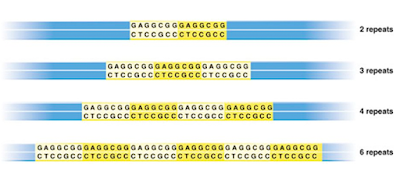 GAGGCGGGAGGCGG
CTCCGCCCTCCGCC
2 repeats
GAGGCGGGAGGCGGGAGGCGG
CTCCGCCCTCCGCCCTCCGCC
3 repeats
GAGGCGGGAGGCGGGAGGCGGGAGGCGG
CTCCGCCCTCCGCCCTCCGCCCTCCGCC
4 repeats
GAGGCGGGAGGCGGGAGGCGGGAGGCGGGAGGCGGGAGGCGG
CTCCGCCCTCCGCCCTCCGCCCTCCGCCCTCCGCCCTCCGCC
6 repeats